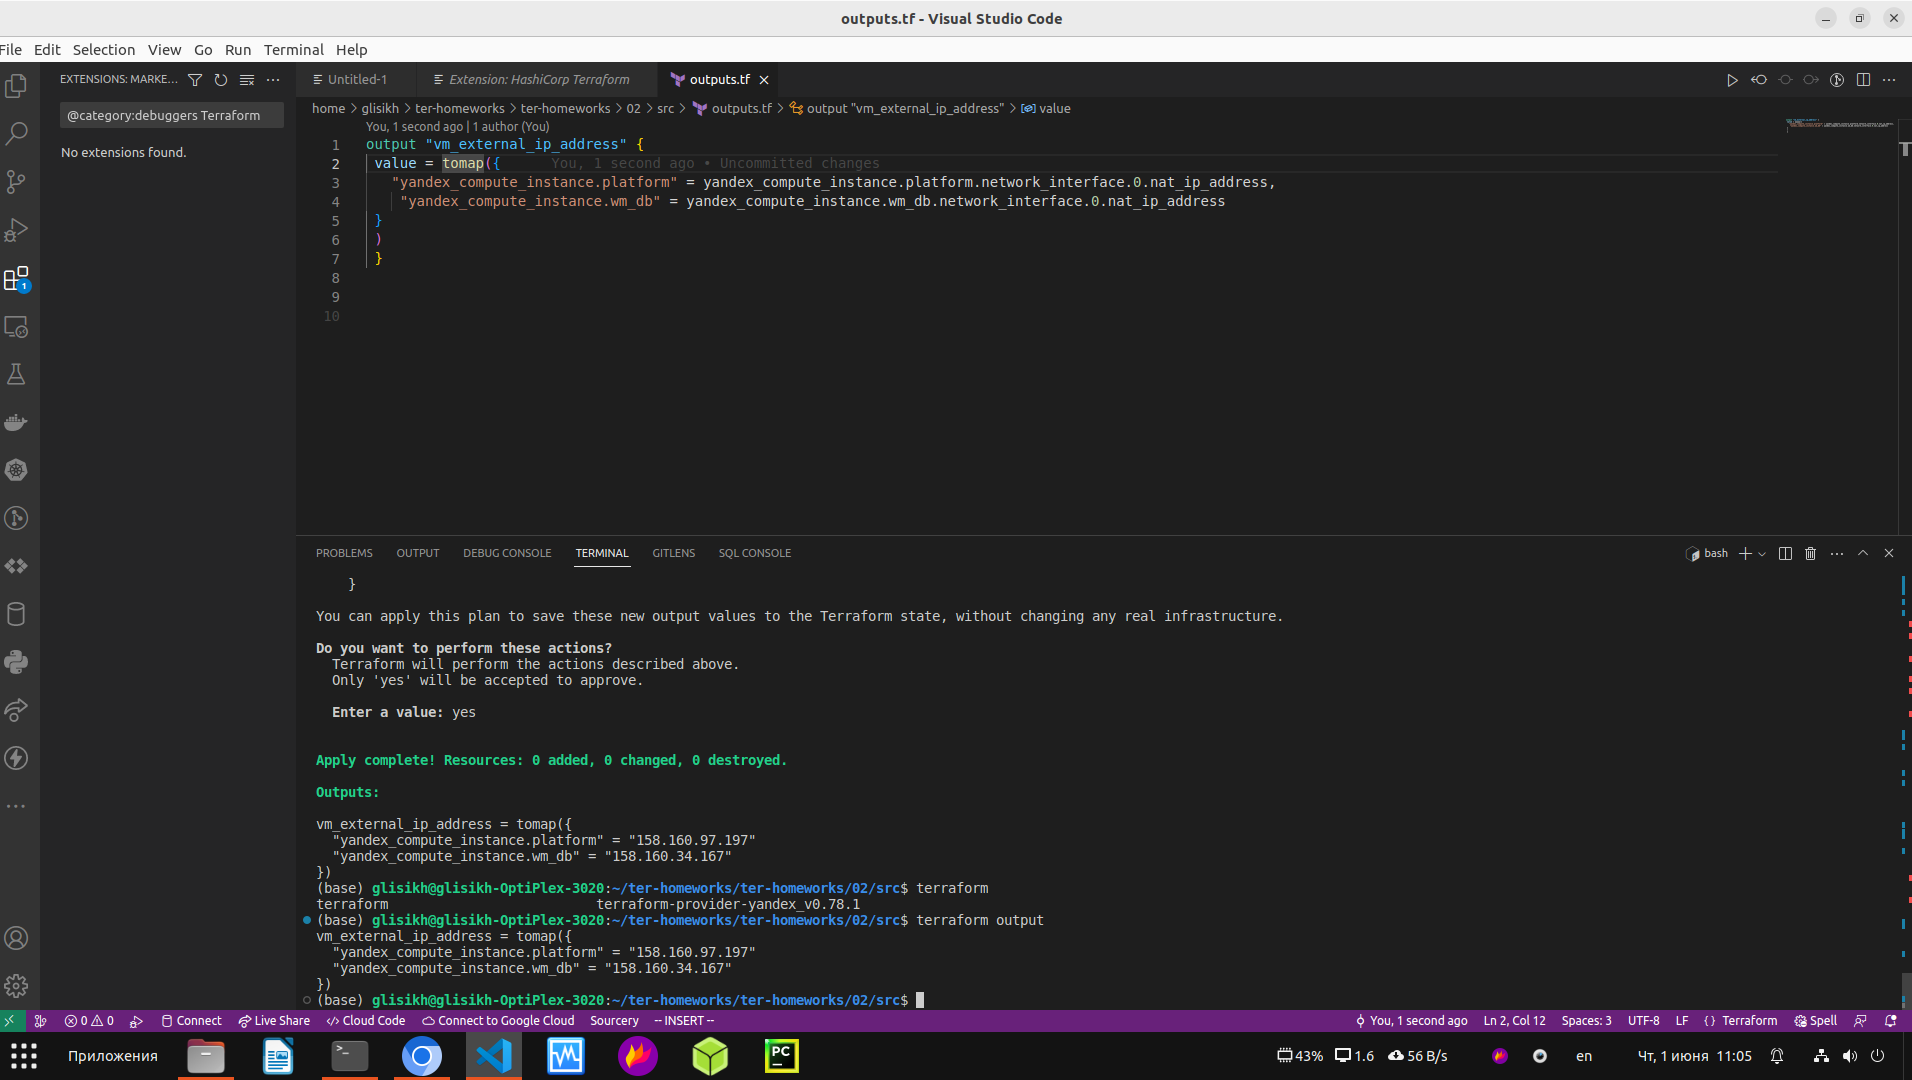 outputs.tf - Visual Studio Code
File Edit Selection View Go Run Terminal Help
EXTENSIONS: MARKE...
Untitled-1
Extension: HashiCorp Terraform
outputs.tf
@category:debuggers Terraform
No extensions found.
home > glisikh > ter-homeworks > ter-homeworks > 02 > src > outputs.tf > output "vm_external_ip_address" > value
You, 1 second ago | 1 author (You)
1 output "vm_external_ip_address" {
2 value = tomap({ You, 1 second ago • Uncommitted changes
3 "yandex_compute_instance.platform" = yandex_compute_instance.platform.network_interface.0.nat_ip_address,
4 "yandex_compute_instance.wm_db" = yandex_compute_instance.wm_db.network_interface.0.nat_ip_address
5 }
6 )
7 }
8
9
10
1
PROBLEMS OUTPUT DEBUG CONSOLE TERMINAL GITLENS SQL CONSOLE
bash
}
You can apply this plan to save these new output values to the Terraform state, without changing any real infrastructure.
Do you want to perform these actions?
Terraform will perform the actions described above.
Only 'yes' will be accepted to approve.
Enter a value: yes
Apply complete! Resources: 0 added, 0 changed, 0 destroyed.
Outputs:
vm_external_ip_address = tomap({
"yandex_compute_instance.platform" = "158.160.97.197"
"yandex_compute_instance.wm_db" = "158.160.34.167"
})
(base) glisikh@glisikh-OptiPlex-3020:~/ter-homeworks/ter-homeworks/02/src$ terraform
terraform terraform-provider-yandex_v0.78.1
(base) glisikh@glisikh-OptiPlex-3020:~/ter-homeworks/ter-homeworks/02/src$ terraform output
vm_external_ip_address = tomap({
"yandex_compute_instance.platform" = "158.160.97.197"
"yandex_compute_instance.wm_db" = "158.160.34.167"
})
(base) glisikh@glisikh-OptiPlex-3020:~/ter-homeworks/ter-homeworks/02/src$
0 0 Connect Live Share Cloud Code Connect to Google Cloud Sourcery -- INSERT -- You, 1 second ago Ln 2, Col 12 Spaces: 3 UTF-8 LF {} Terraform Spell
Приложения PC 43% 1.6 56 B/s en Чт, 1 июня 11:05